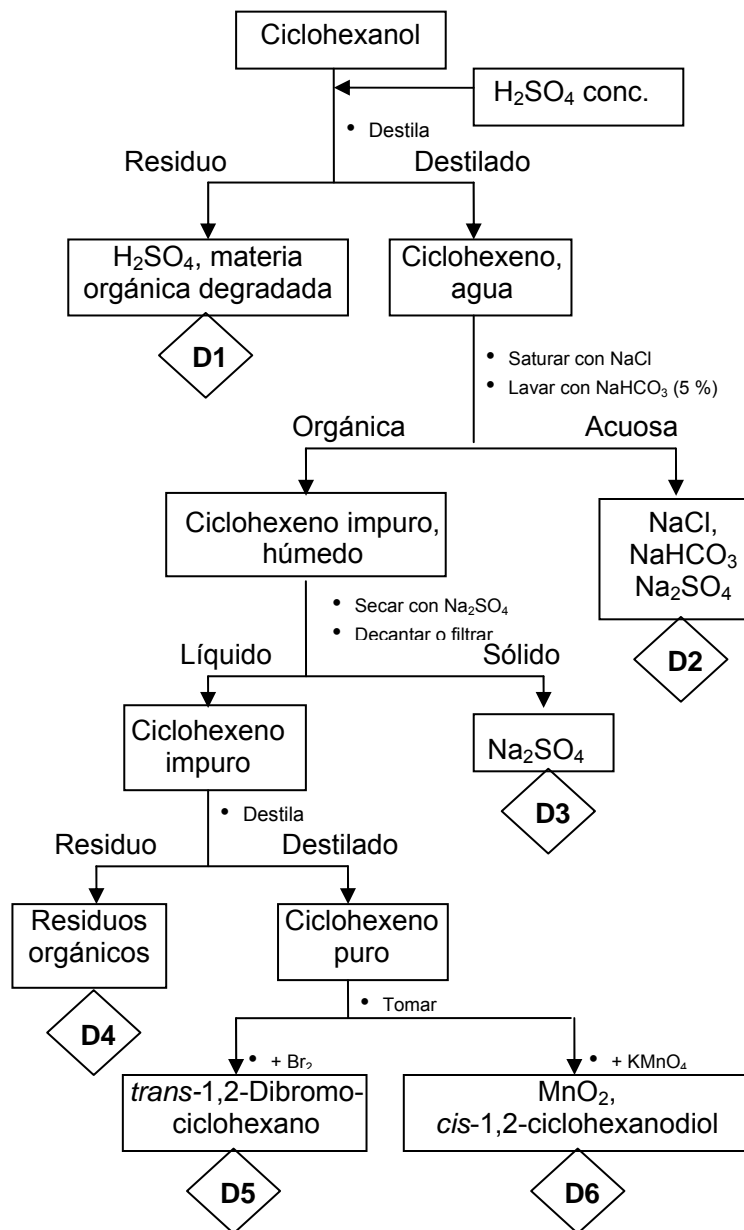 Ciclohexanol
H₂SO₄ conc.
• Destila
Residuo
Destilado
H₂SO₄, materia
orgánica degradada
D1
Ciclohexeno,
agua
• Saturar con NaCl
• Lavar con NaHCO₃ (5 %)
Orgánica
Acuosa
Ciclohexeno impuro,
húmedo
NaCl,
NaHCO₃
Na₂SO₄
D2
• Secar con Na₂SO₄
• Decantar o filtrar
Líquido
Sólido
Ciclohexeno
impuro
Na₂SO₄
D3
• Destila
Residuo
Destilado
Residuos
orgánicos
D4
Ciclohexeno
puro
• Tomar
• + Br₂
• + KMnO₄
trans-1,2-Dibromo-
ciclohexano
D5
MnO₂,
cis-1,2-ciclohexanodiol
D6